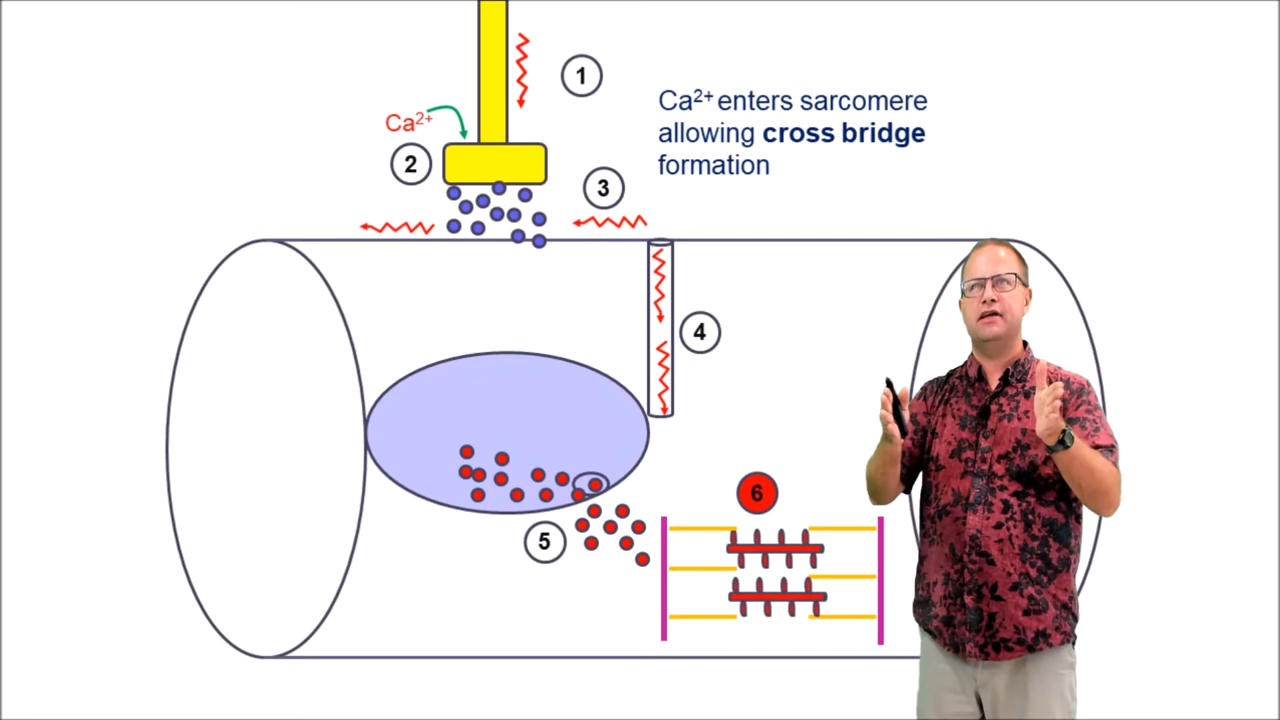 1
Ca²⁺ enters sarcomere
allowing cross bridge
formation
Ca²⁺
2
3
4
6
5